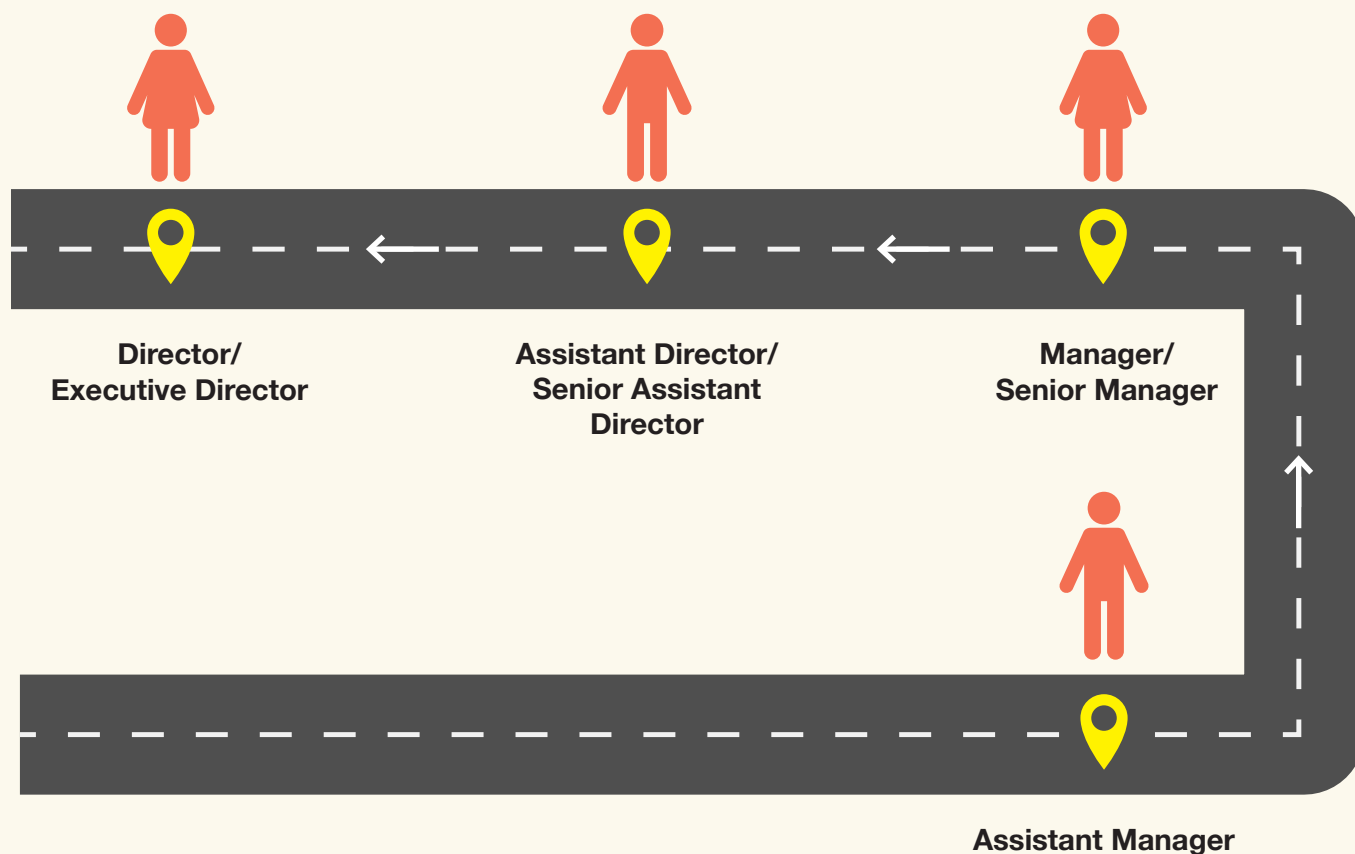 Director/
Executive Director
Assistant Director/
Senior Assistant
Director
Manager/
Senior Manager
Assistant Manager